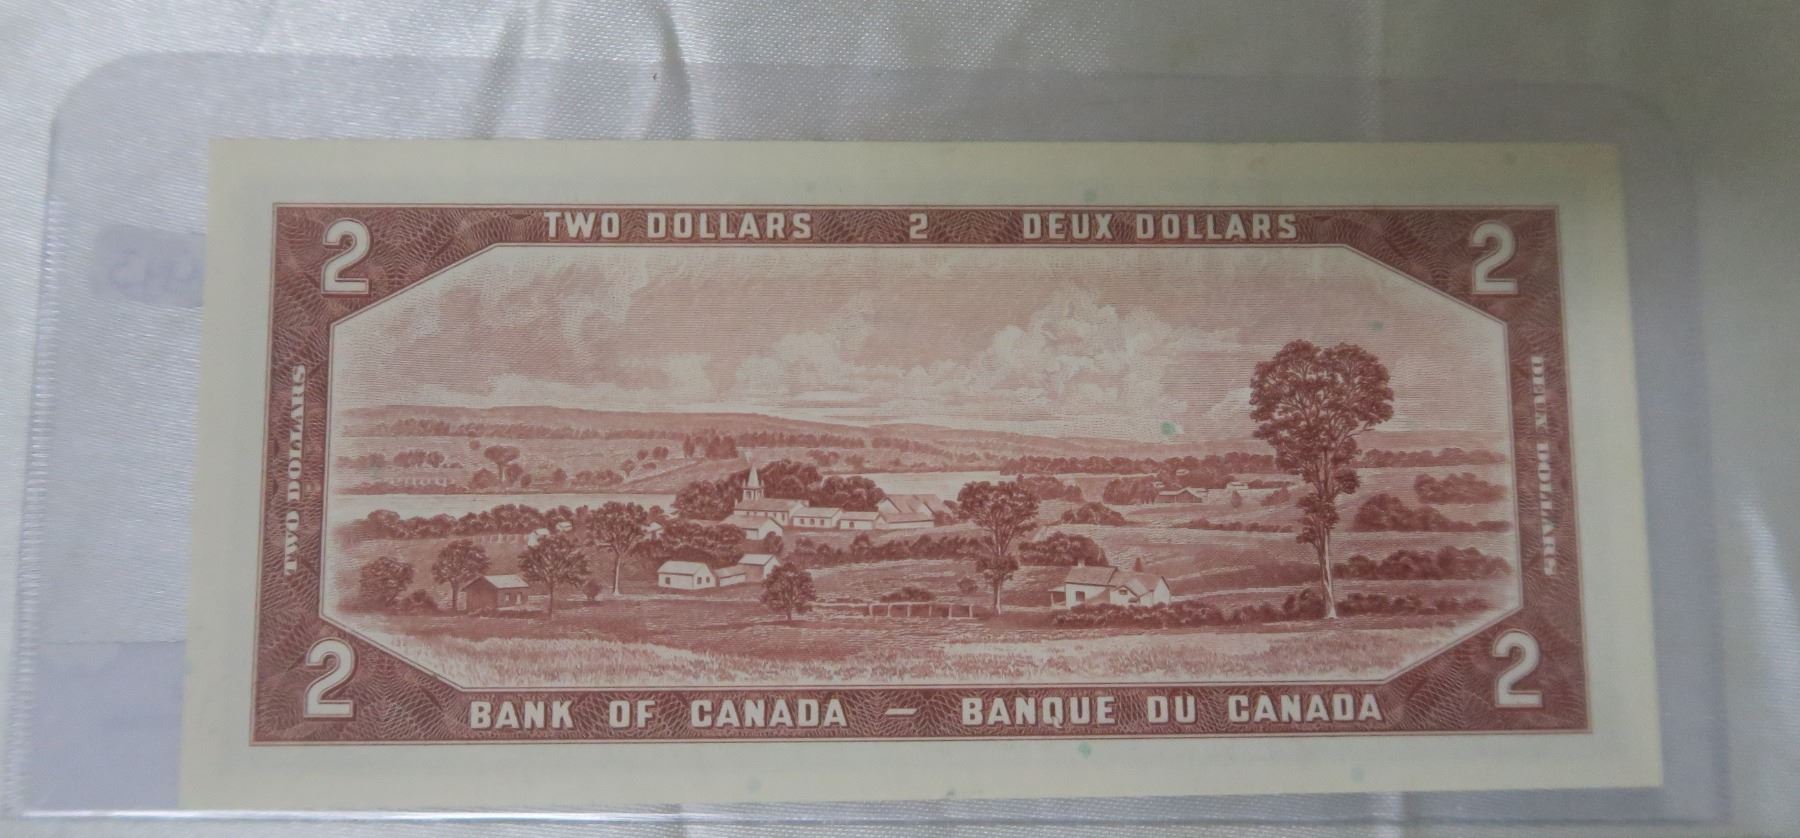 TWO DOLLARS 2 DEUX DOLLARS
2 2
TWO DOLLARS
DEUX DOLLARS
2 2
BANK OF CANADA — BANQUE DU CANADA